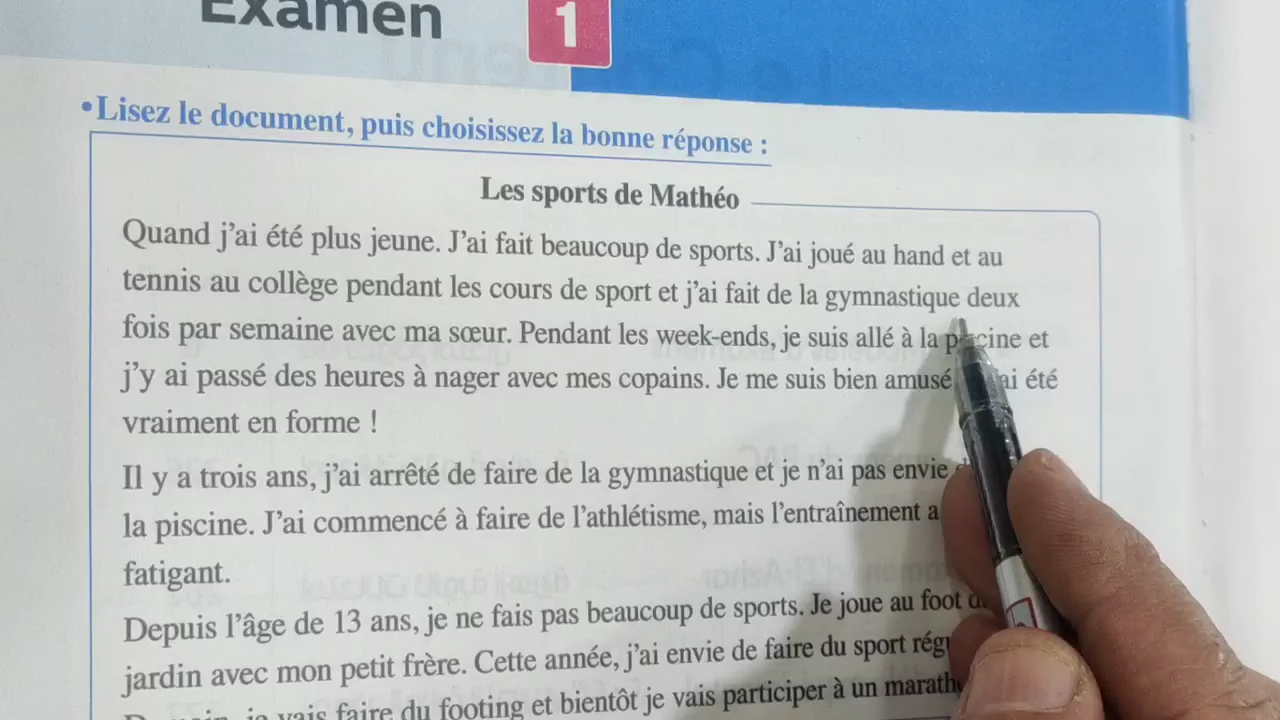 Examen 1
•Lisez le document, puis choisissez la bonne réponse :
Les sports de Mathéo
Quand j'ai été plus jeune. J'ai fait beaucoup de sports. J'ai joué au hand et au
tennis au collège pendant les cours de sport et j'ai fait de la gymnastique deux
fois par semaine avec ma sœur. Pendant les week-ends, je suis allé à la piscine et
j'y ai passé des heures à nager avec mes copains. Je me suis bien amusé ai été
vraiment en forme !
Il y a trois ans, j'ai arrêté de faire de la gymnastique et je n'ai pas envie
la piscine. J'ai commencé à faire de l'athlétisme, mais l'entraînement a
fatigant.
Depuis l'âge de 13 ans, je ne fais pas beaucoup de sports. Je joue au foot
jardin avec mon petit frère. Cette année, j'ai envie de faire du sport
je vais faire du footing et bientôt je vais participer à un